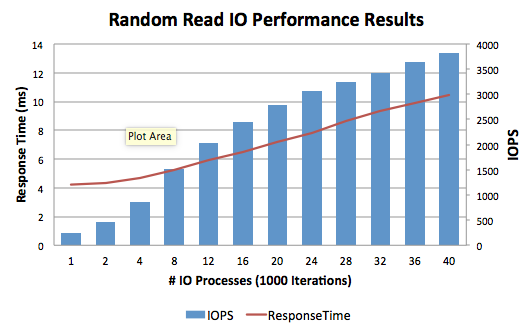 Random Read IO Performance Results
Response Time (ms)
14
12
10
8
6
4
2
0
Plot Area
4000
3500
3000
2500
2000
1500
1000
500
0
IOPS
1 2 4 8 12 16 20 24 28 32 36 40
# IO Processes (1000 Iterations)
IOPS ResponseTime